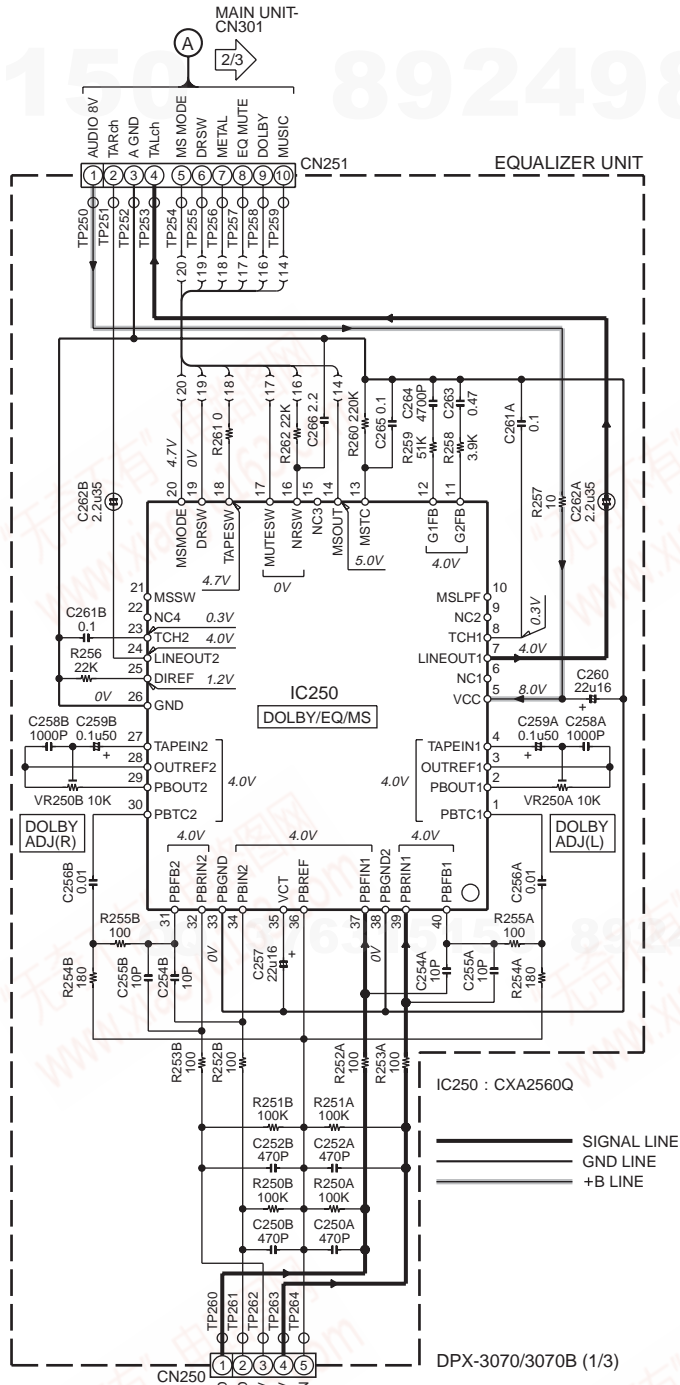 MAIN UNIT-
CN301
A
2/3
150
892498
AUDIO 8V
TARch
A GND
TALch
MS MODE
DRSW
METAL
EQ MUTE
DOLBY
MUSIC
CN251
EQUALIZER UNIT
1 2 3 4 5 6 7 8 9 10
TP250
TP251
TP252
TP253
TP254
TP255
TP256
TP257
TP258
TP259
20 19 18 17 16 14
20 19 18 17 16 14
4.7V
0V
R261 0
R262 22K
C266 2.2
R260 220K
C265 0.1
R259 51K
C264 4700P
R258 3.9K
C263 0.47
C261A
0.1
R257
10
C262A
2.2u35
C262B
2.2u35
20 19 18 17 16 15 14 13 12 11
MSMODE
DRSW
TAPESW
MUTESW
NRSW
NC3
MSOUT
MSTC
G1FB
G2FB
4.7V
0V
5.0V
4.0V
21 MSSW
22 NC4
23 TCH2
0.3V
24 LINEOUT2
4.0V
25 DIREF
1.2V
26 GND
0V
27 TAPEIN2
28 OUTREF2
29 PBOUT2
30 PBTC2
4.0V
C261B
0.1
R256
22K
C258B
1000P
C259B
0.1u50
+
VR250B 10K
DOLBY
ADJ(R)
IC250
DOLBY/EQ/MS
10 MSLPF
9 NC2
8 TCH1
0.3V
7 LINEOUT1
4.0V
6 NC1
5 VCC
8.0V
C260
22u16
+
4 TAPEIN1
3 OUTREF1
2 PBOUT1
1 PBTC1
4.0V
C259A
0.1u50
+
C258A
1000P
VR250A 10K
DOLBY
ADJ(L)
4.0V
4.0V
4.0V
PBFB2
PBRIN2
PBGND
PBIN2
VCT
PBREF
PBFIN1
PBGND2
PBRIN1
PBFB1
31 32 33 34 35 36 37 38 39 40
0V
0V
C256B
0.01
R255B
100
R254B
180
C255B
10P
C254B
10P
C257
22u16
+
C254A
10P
C255A
10P
R255A
100
R254A
180
C256A
0.01
R253B
100
R252B
100
R252A
100
R253A
100
R251B
100K
R251A
100K
C252B
470P
C252A
470P
R250B
100K
R250A
100K
C250B
470P
C250A
470P
IC250 : CXA2560Q
SIGNAL LINE
GND LINE
+B LINE
TP260
TP261
TP262
TP263
TP264
CN250
1 2 3 4 5
DPX-3070/3070B (1/3)